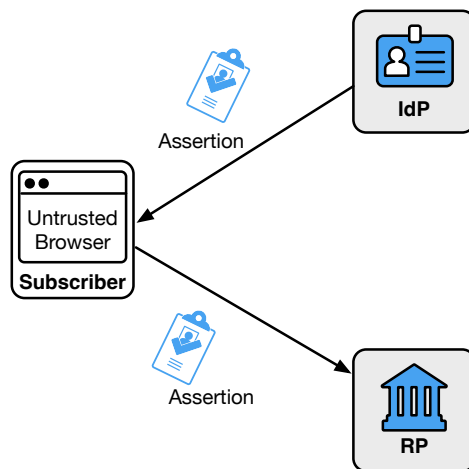 IdP
Assertion
Untrusted
Browser
Subscriber
Assertion
RP